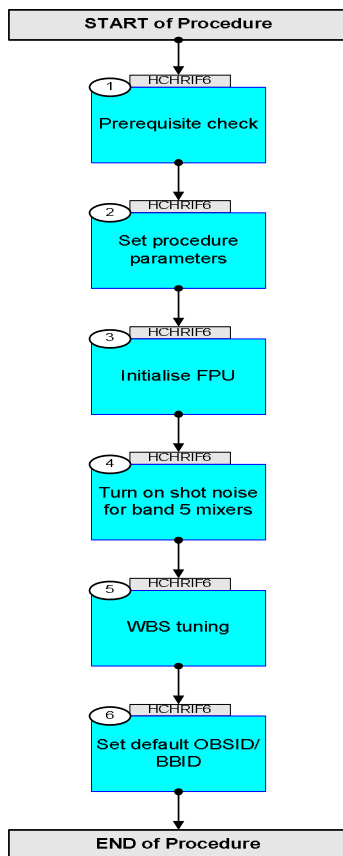 START of Procedure
HCHRIF6
1
Prerequisite check
HCHRIF6
2
Set procedure
parameters
HCHRIF6
3
Initialise FPU
HCHRIF6
4
Turn on shot noise
for band 5 mixers
HCHRIF6
5
WBS tuning
HCHRIF6
6
Set default OBSID/
BBID
END of Procedure